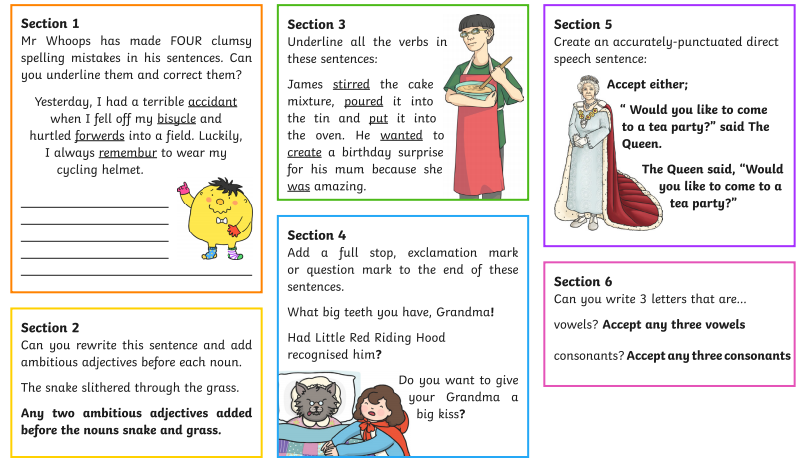 Section 1
Mr Whoops has made FOUR clumsy
spelling mistakes in his sentences. Can
you underline them and correct them?
Yesterday, I had a terrible accidant
when I fell off my bisycle and
hurtled forwerds into a field. Luckily,
I always remembur to wear my
cycling helmet.
Section 2
Can you rewrite this sentence and add
ambitious adjectives before each noun.
The snake slithered through the grass.
Any two ambitious adjectives added
before the nouns snake and grass.
Section 3
Underline all the verbs in
these sentences:
James stirred the cake
mixture, poured it into
the tin and put it into
the oven. He wanted to
create a birthday surprise
for his mum because she
was amazing.
Section 4
Add a full stop, exclamation mark
or question mark to the end of these
sentences.
What big teeth you have, Grandma!
Had Little Red Riding Hood
recognised him?
Do you want to give
your Grandma a
big kiss?
Section 5
Create an accurately-punctuated direct
speech sentence:
Accept either;
“ Would you like to come
to a tea party?” said The
Queen.
The Queen said, “Would
you like to come to a
tea party?”
Section 6
Can you write 3 letters that are...
vowels? Accept any three vowels
consonants? Accept any three consonants